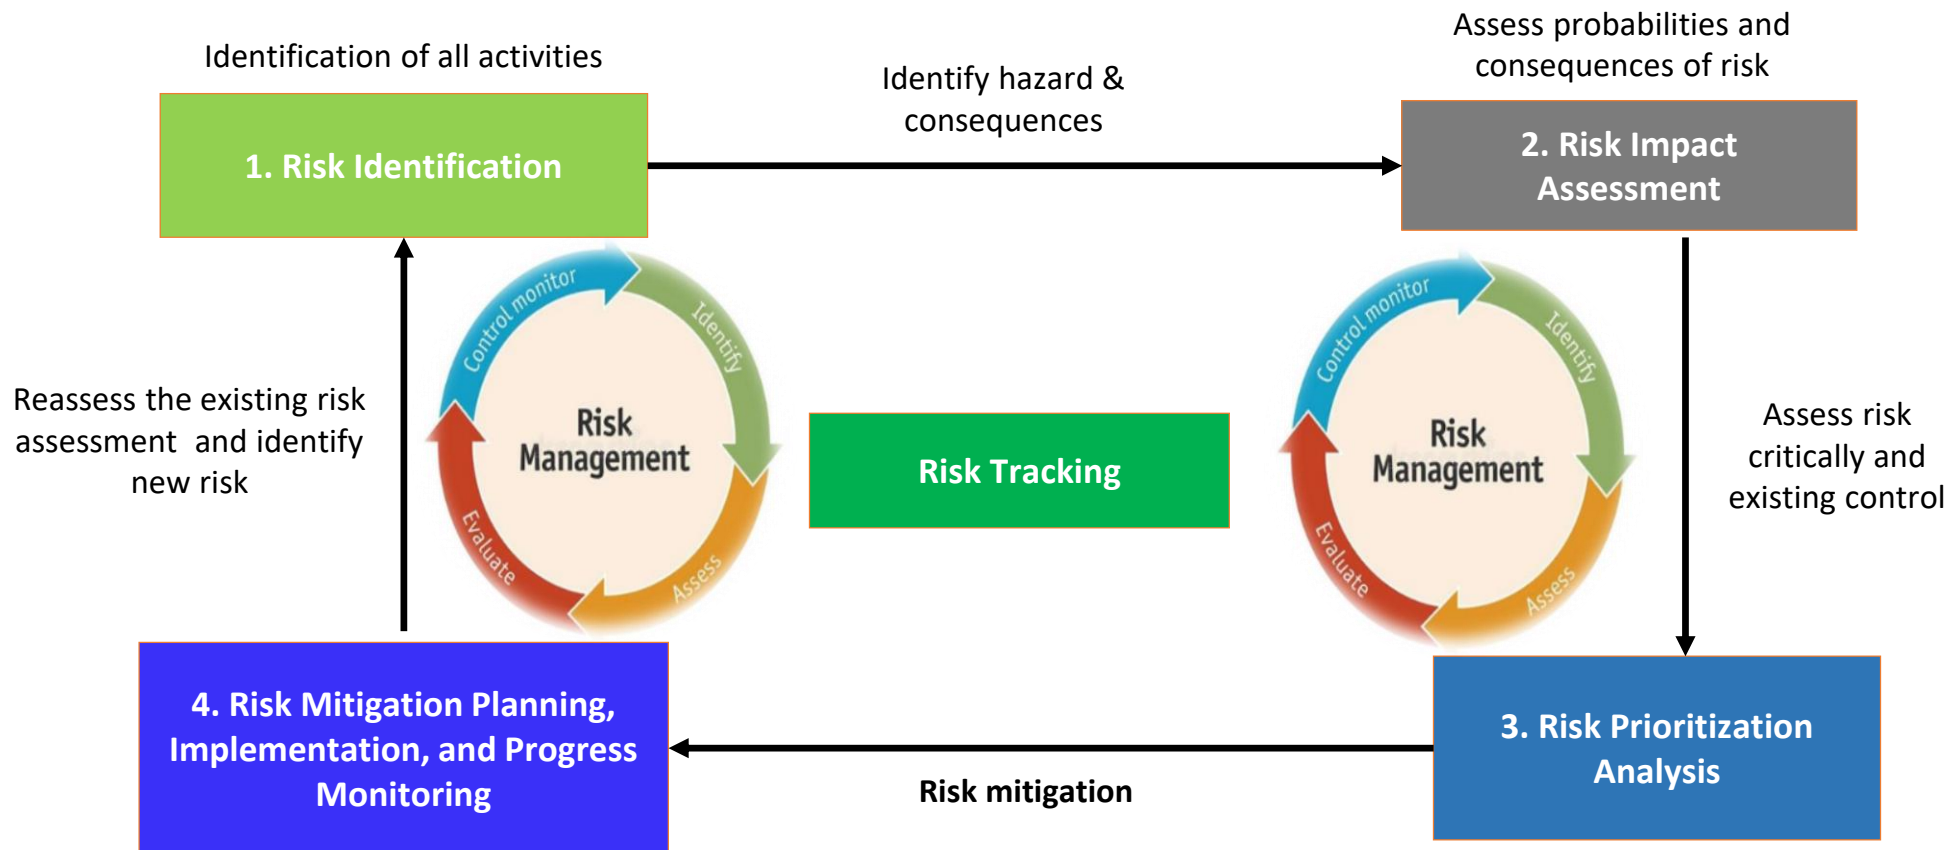 Identification of all activities
1. Risk Identification
Identify hazard &
consequences
Assess probabilities and
consequences of risk
2. Risk Impact
Assessment
Control monitor
Identify
Assess
Evaluate
Risk
Management
Risk Tracking
Control monitor
Identify
Assess
Evaluate
Risk
Management
Reassess the existing risk
assessment and identify
new risk
Assess risk
critically and
existing control
4. Risk Mitigation Planning,
Implementation, and Progress
Monitoring
Risk mitigation
3. Risk Prioritization
Analysis